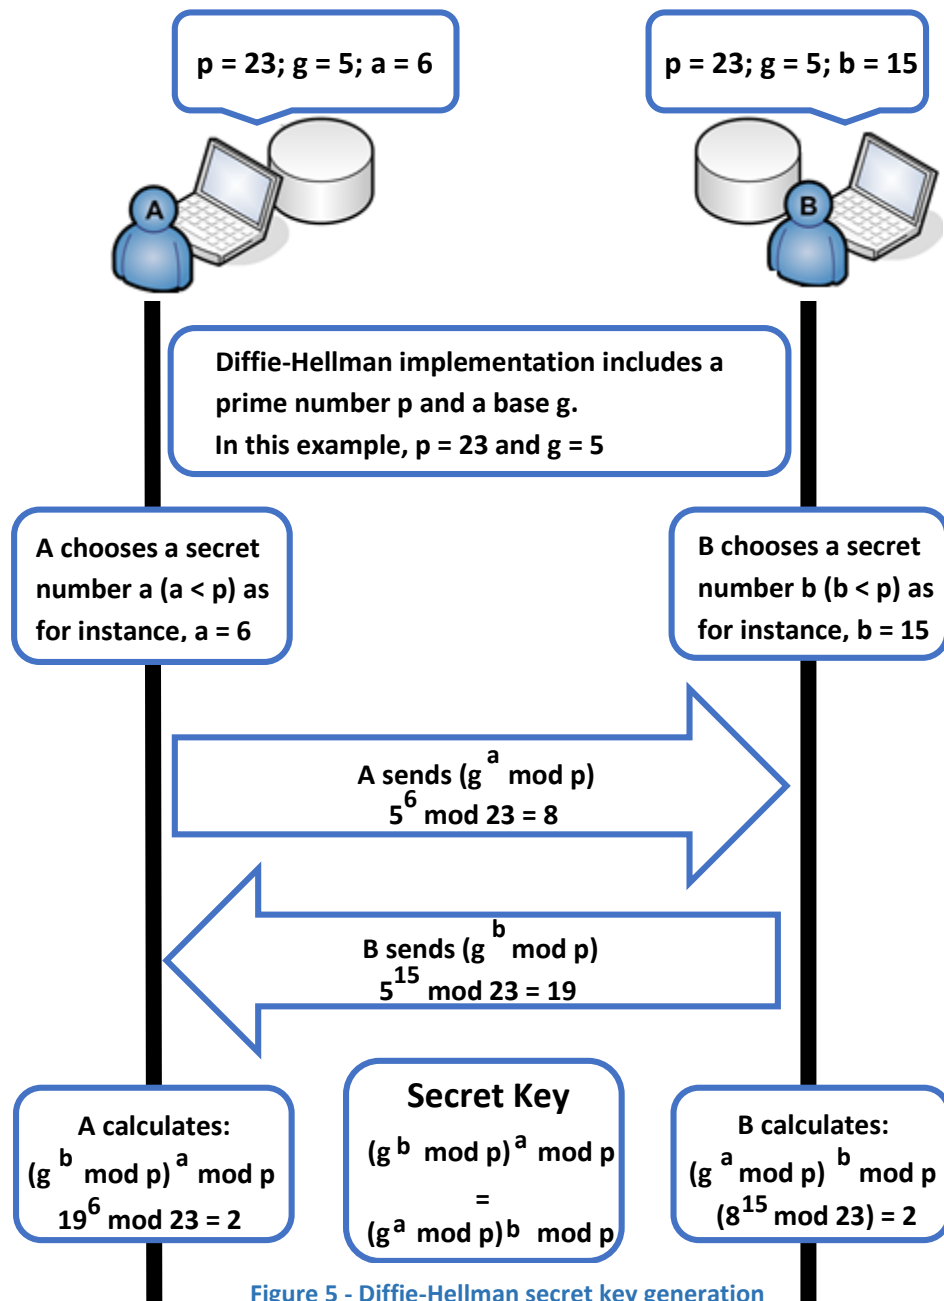 p = 23; g = 5; a = 6
p = 23; g = 5; b = 15
A
B
Diffie-Hellman implementation includes a
prime number p and a base g.
In this example, p = 23 and g = 5
A chooses a secret
number a (a < p) as
for instance, a = 6
B chooses a secret
number b (b < p) as
for instance, b = 15
A sends (g^a mod p)
5^6 mod 23 = 8
B sends (g^b mod p)
5^15 mod 23 = 19
A calculates:
(g^b mod p)^a mod p
19^6 mod 23 = 2
Secret Key
(g^b mod p)^a mod p
=
(g^a mod p)^b mod p
B calculates:
(g^a mod p)^b mod p
(8^15 mod 23) = 2
Figure 5 - Diffie-Hellman secret key generation